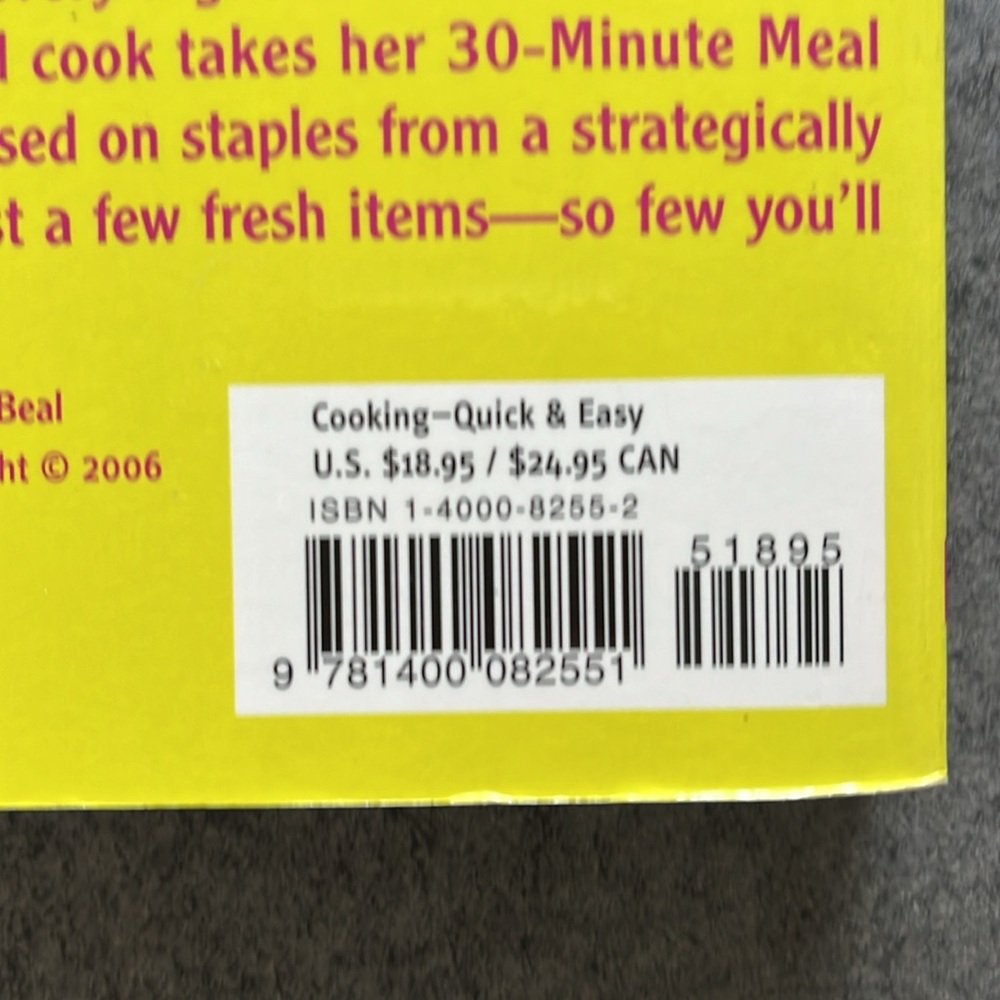 l cook takes her 30-Minute Meal
sed on staples from a strategically
st a few fresh items—so few you'll
Beal
ht © 2006
Cooking—Quick & Easy
U.S. $18.95 / $24.95 CAN
ISBN 1-4000-8255-2
51895
9 781400 082551